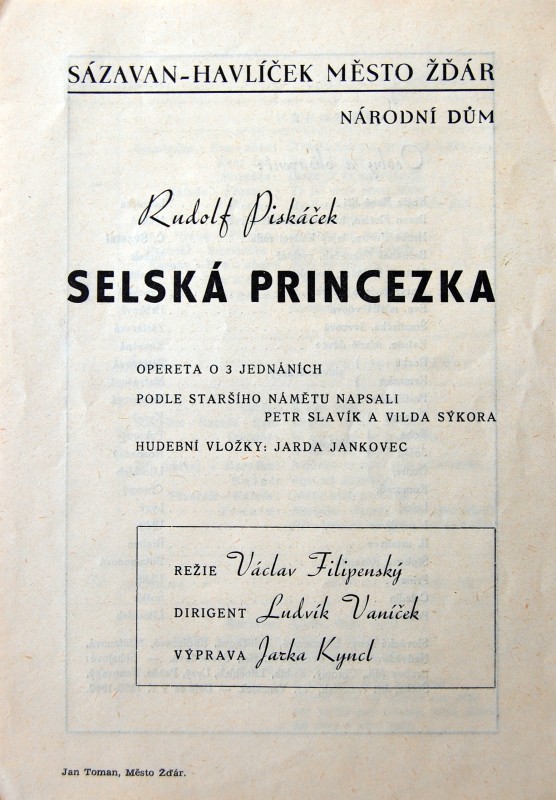 SÁZAVAN-HAVLÍČEK MĚSTO ŽĎÁR
NÁRODNÍ DŮM
Rudolf Piskáček
SELSKÁ PRINCEZKA
OPERETA O 3 JEDNÁNÍCH
PODLE STARŠÍHO NÁMĚTU NAPSALI
PETR SLAVÍK A VILDA SÝKORA
HUDEBNÍ VLOŽKY: JARDA JANKOVEC
REŽIE Václav Filipenský
DIRIGENT Ludvík Vaníček
VÝPRAVA Jarka Kyncl
Jan Toman, Město Žďár.